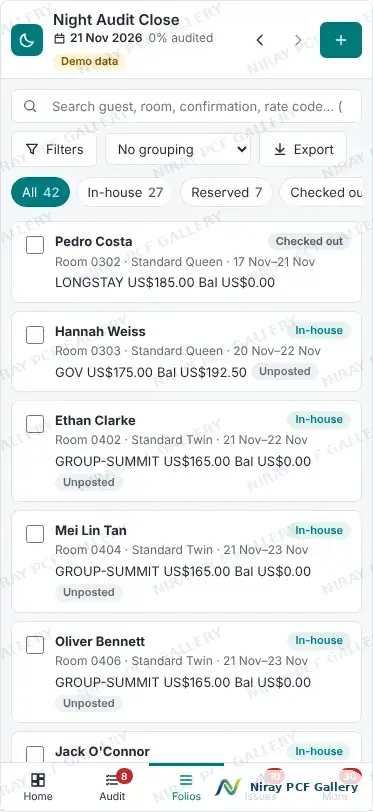 Night Audit Close
21 Nov 2026 · 0% audited
Demo data
Search guest, room, confirmation, rate code... (
Filters
No grouping
Export
All 42
In-house 27
Reserved 7
Checked ou
Pedro Costa
Checked out
Room 0302 · Standard Queen · 17 Nov–21 Nov
LONGSTAY US$185.00 Bal US$0.00
Hannah Weiss
In-house
Room 0303 · Standard Queen · 20 Nov–22 Nov
GOV US$175.00 Bal US$192.50 Unposted
Ethan Clarke
In-house
Room 0402 · Standard Twin · 21 Nov–22 Nov
GROUP-SUMMIT US$165.00 Bal US$0.00
Unposted
Mei Lin Tan
In-house
Room 0404 · Standard Twin · 21 Nov–23 Nov
GROUP-SUMMIT US$165.00 Bal US$0.00
Unposted
Oliver Bennett
In-house
Room 0406 · Standard Twin · 21 Nov–23 Nov
GROUP-SUMMIT US$165.00 Bal US$0.00
Unposted
Jack O'Connor
In-house
Home
8
Audit
Folios
10
Issues
30
More
Niray PCF Gallery
NIRAY PCF GALLERY